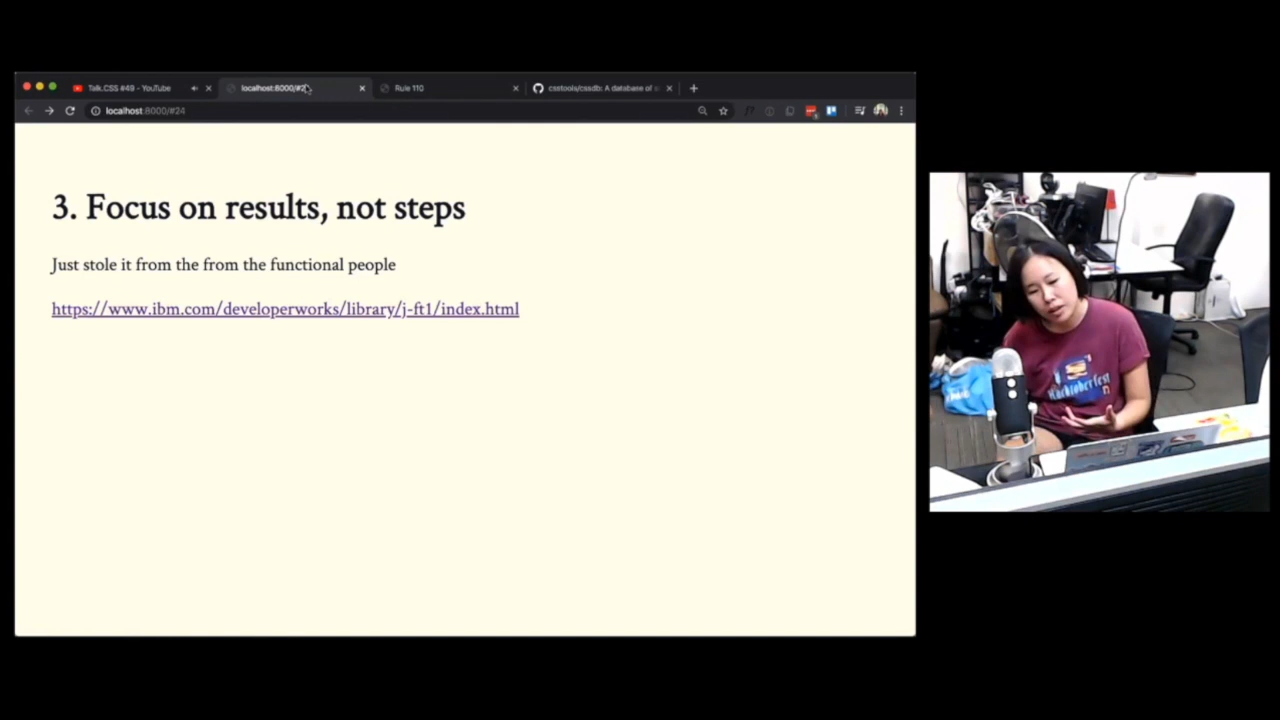 Talk.CSS #49 - YouTube
localhost:8000/#2
Rule 110
csstools/cssdb: A database of
localhost:8000/#24
3. Focus on results, not steps
Just stole it from the from the functional people
https://www.ibm.com/developerworks/library/j-ft1/index.html
Hacktoberfest